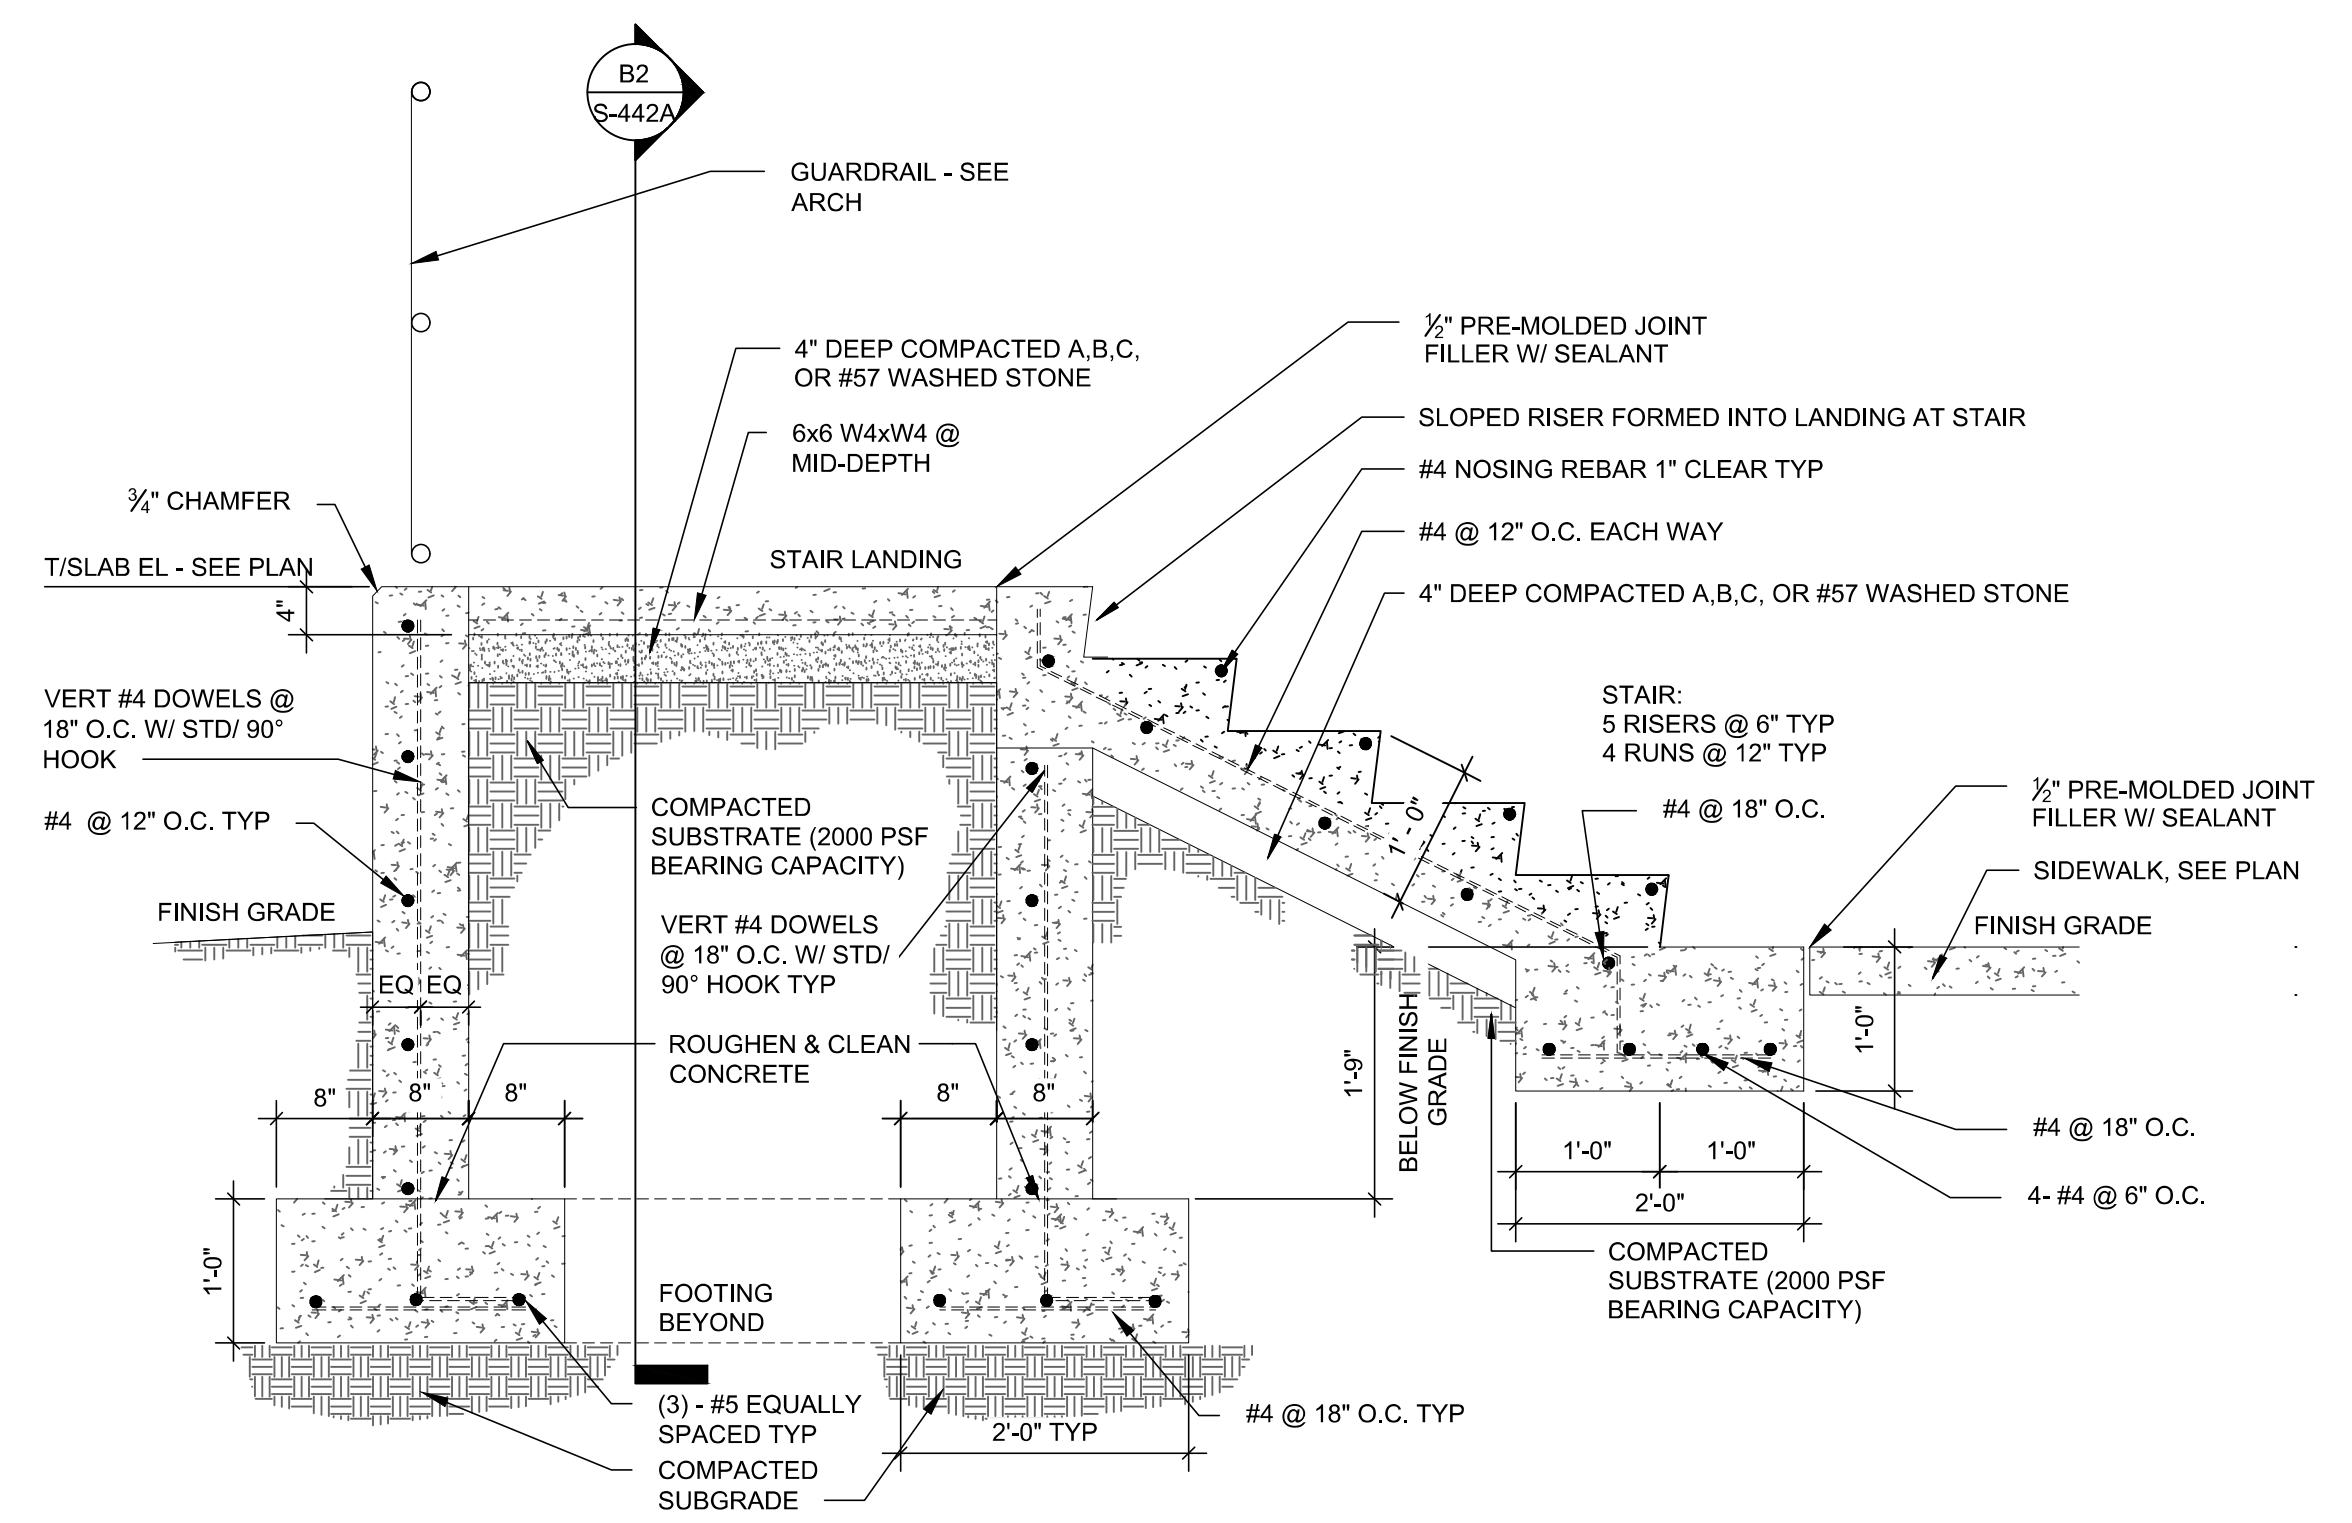 B2
S-442A
GUARDRAIL - SEE
ARCH
½" PRE-MOLDED JOINT
FILLER W/ SEALANT
4" DEEP COMPACTED A,B,C,
OR #57 WASHED STONE
SLOPED RISER FORMED INTO LANDING AT STAIR
6x6 W4xW4 @
MID-DEPTH
#4 NOSING REBAR 1" CLEAR TYP
¾" CHAMFER
#4 @ 12" O.C. EACH WAY
T/SLAB EL - SEE PLAN
STAIR LANDING
4" DEEP COMPACTED A,B,C, OR #57 WASHED STONE
4"
VERT #4 DOWELS @
18" O.C. W/ STD/ 90°
HOOK
STAIR:
5 RISERS @ 6" TYP
4 RUNS @ 12" TYP
#4 @ 12" O.C. TYP
COMPACTED
SUBSTRATE (2000 PSF
BEARING CAPACITY)
1'-0"
#4 @ 18" O.C.
½" PRE-MOLDED JOINT
FILLER W/ SEALANT
SIDEWALK, SEE PLAN
FINISH GRADE
VERT #4 DOWELS
@ 18" O.C. W/ STD/
90° HOOK TYP
FINISH GRADE
EQ
EQ
ROUGHEN & CLEAN
CONCRETE
8"
8"
8"
8"
8"
1'-9"
BELOW FINISH
GRADE
1'-0"
1'-0"
1'-0"
2'-0"
#4 @ 18" O.C.
4- #4 @ 6" O.C.
1'-0"
COMPACTED
SUBSTRATE (2000 PSF
BEARING CAPACITY)
FOOTING
BEYOND
(3) - #5 EQUALLY
SPACED TYP
2'-0" TYP
#4 @ 18" O.C. TYP
COMPACTED
SUBGRADE